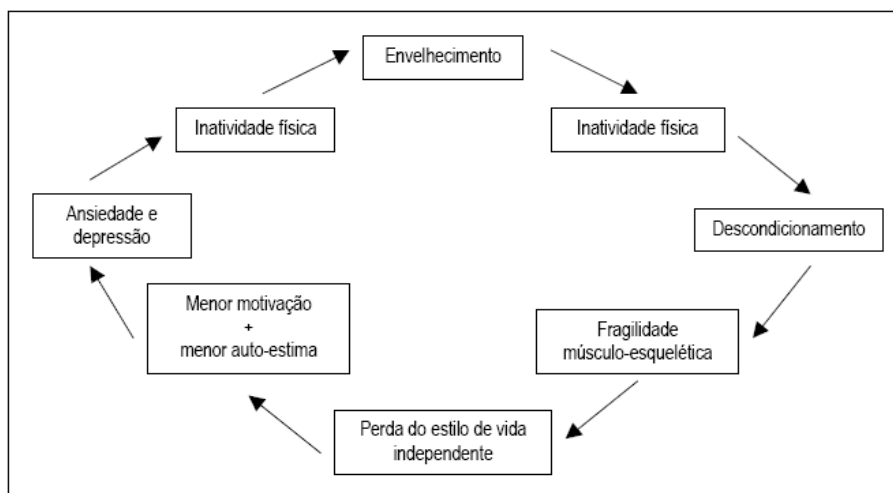 Envelhecimento
Inatividade física
Inatividade física
Ansiedade e
depressão
Descondicionamento
Menor motivação
+
menor auto-estima
Fragilidade
músculo-esquelética
Perda do estilo de vida
independente